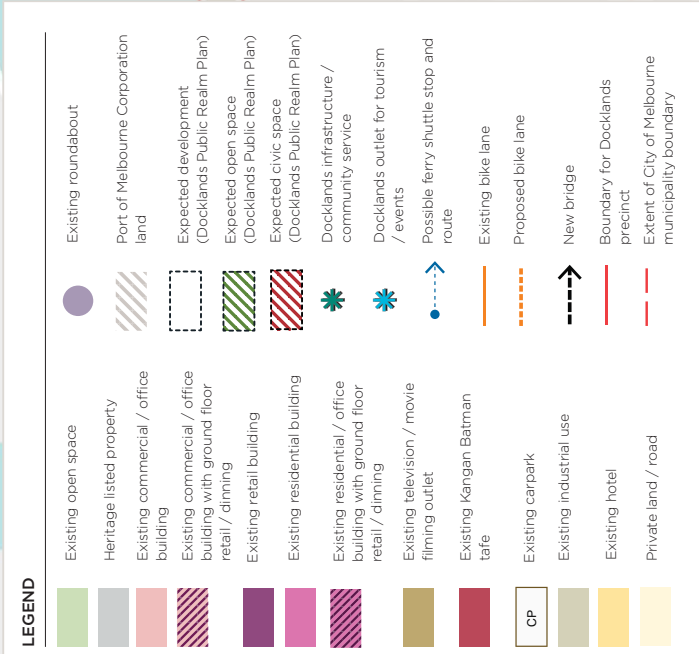 LEGEND
Existing open space
Heritage listed property
Existing commercial / office
building
Existing commercial / office
building with ground floor
retail / dinning
Existing retail building
Existing residential building
Existing residential / office
building with ground floor
retail / dinning
Existing television / movie
filming outlet
Existing Kangan Batman
tafe
CP
Existing carpark
Existing industrial use
Existing hotel
Private land / road
Existing roundabout
Port of Melbourne Corporation
land
Expected development
(Docklands Public Realm Plan)
Expected open space
(Docklands Public Realm Plan)
Expected civic space
(Docklands Public Realm Plan)
Docklands infrastructure /
community service
Docklands outlet for tourism
/ events
Possible ferry shuttle stop and
route
Existing bike lane
Proposed bike lane
New bridge
Boundary for Docklands
precinct
Extent of City of Melbourne
municipality boundary